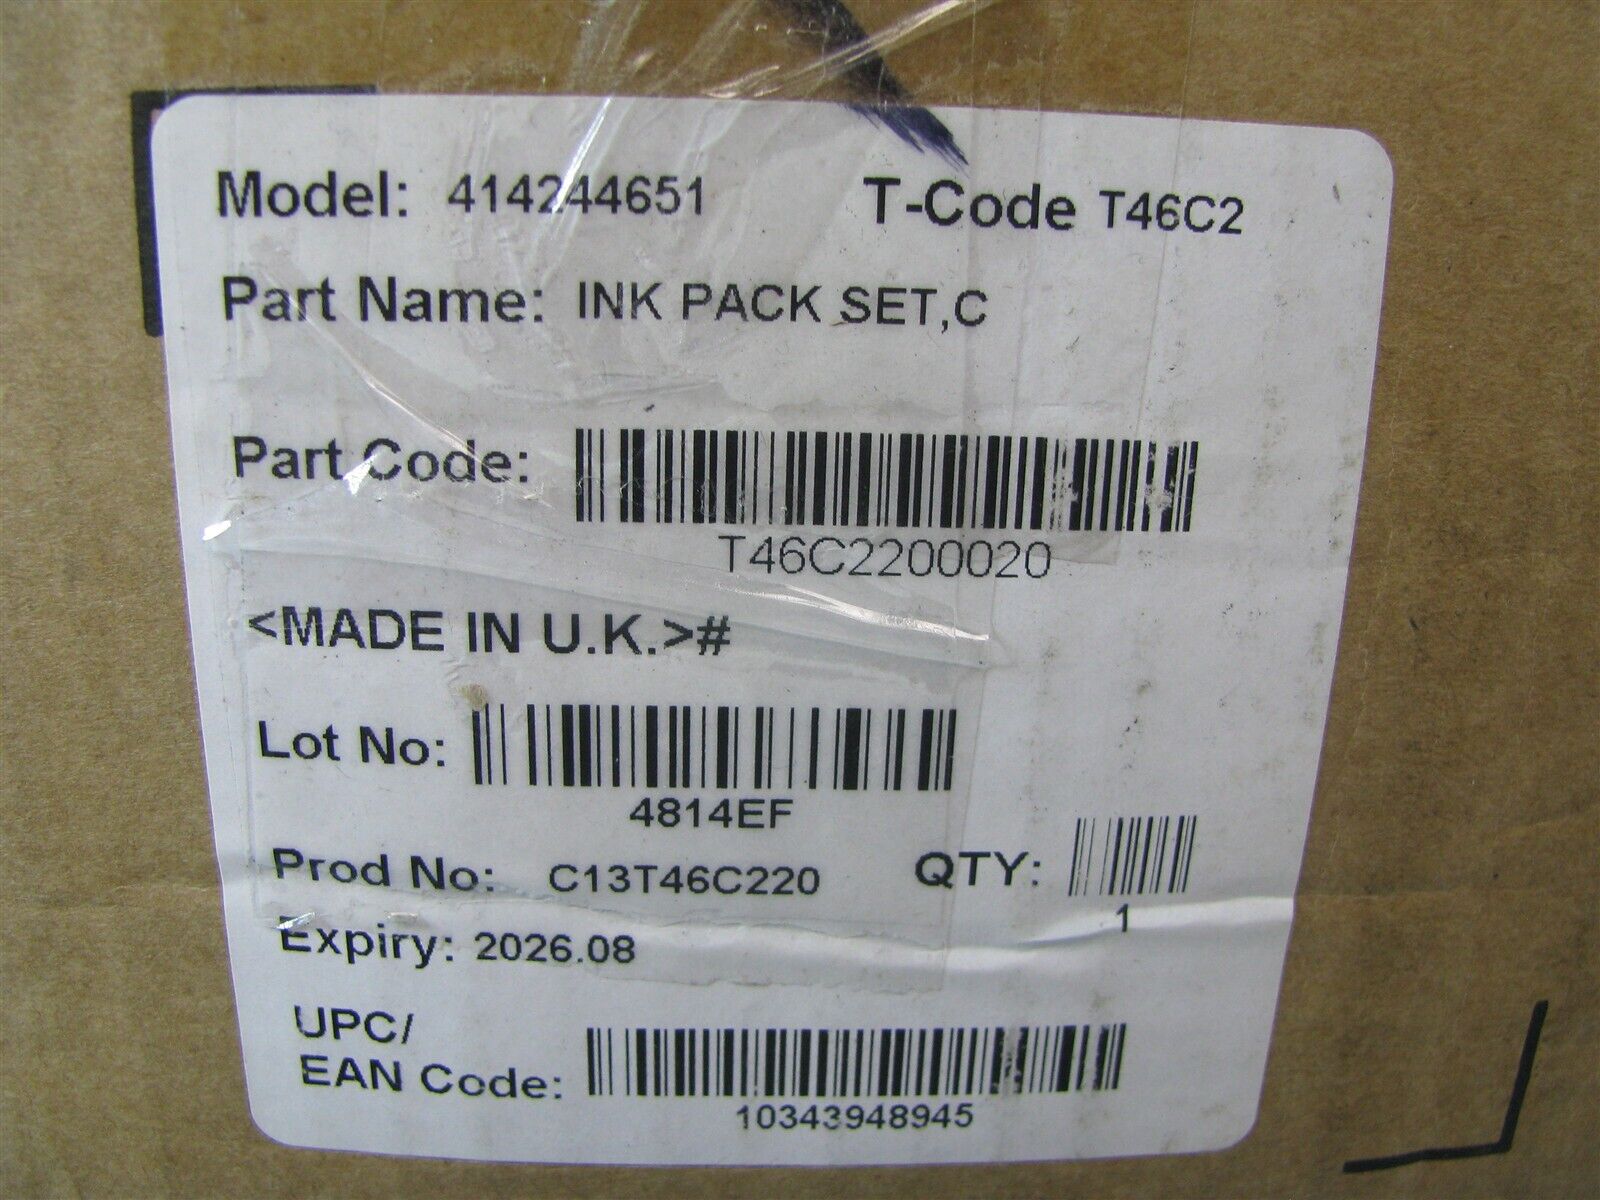 Model: 414244651 T-Code T46C2
Part Name: INK PACK SET,C
Part Code:
T46C2200020
<MADE IN U.K.>#
Lot No:
4814EF
Prod No: C13T46C220 QTY:
1
Expiry: 2026.08
UPC/
EAN Code:
10343948945